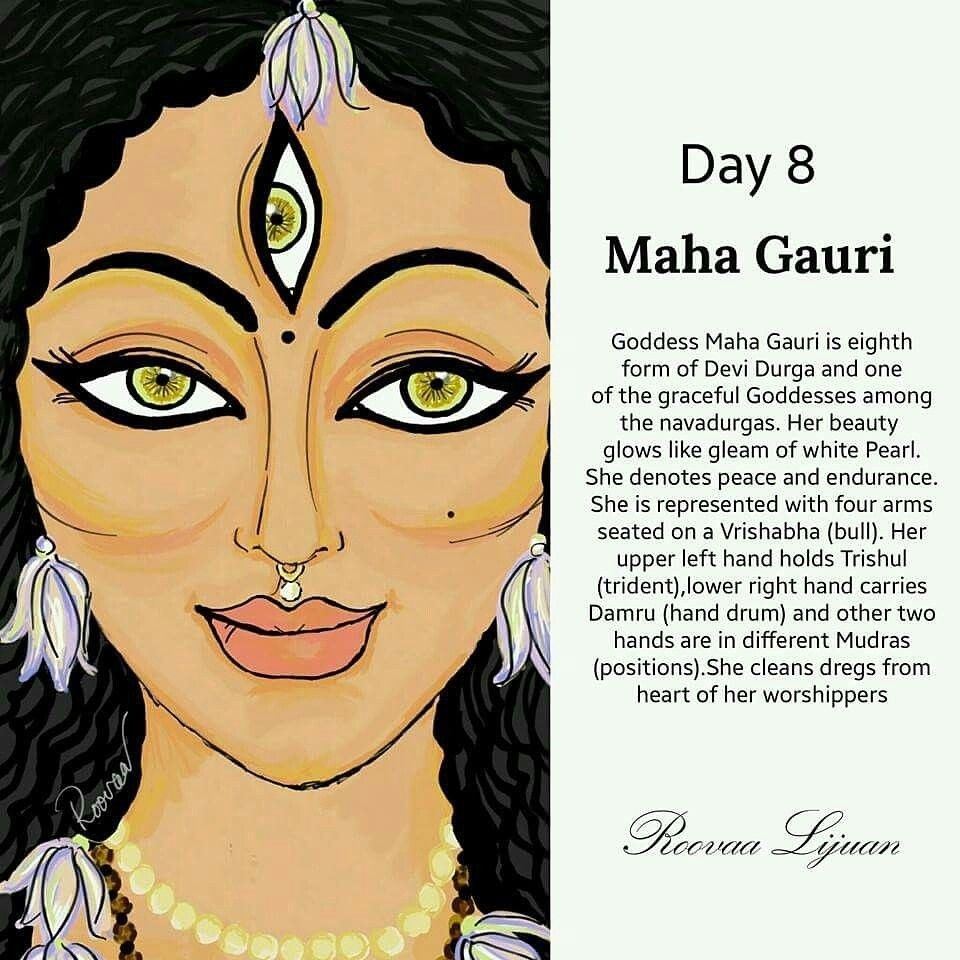 Day 8
Maha Gauri
Goddess Maha Gauri is eighth
form of Devi Durga and one
of the graceful Goddesses among
the navadurgas. Her beauty
glows like gleam of white Pearl.
She denotes peace and endurance.
She is represented with four arms
seated on a Vrishabha (bull). Her
upper left hand holds Trishul
(trident),lower right hand carries
Damru (hand drum) and other two
hands are in different Mudras
(positions).She cleans dregs from
heart of her worshippers
Roovaa Lijuan
Roovaa